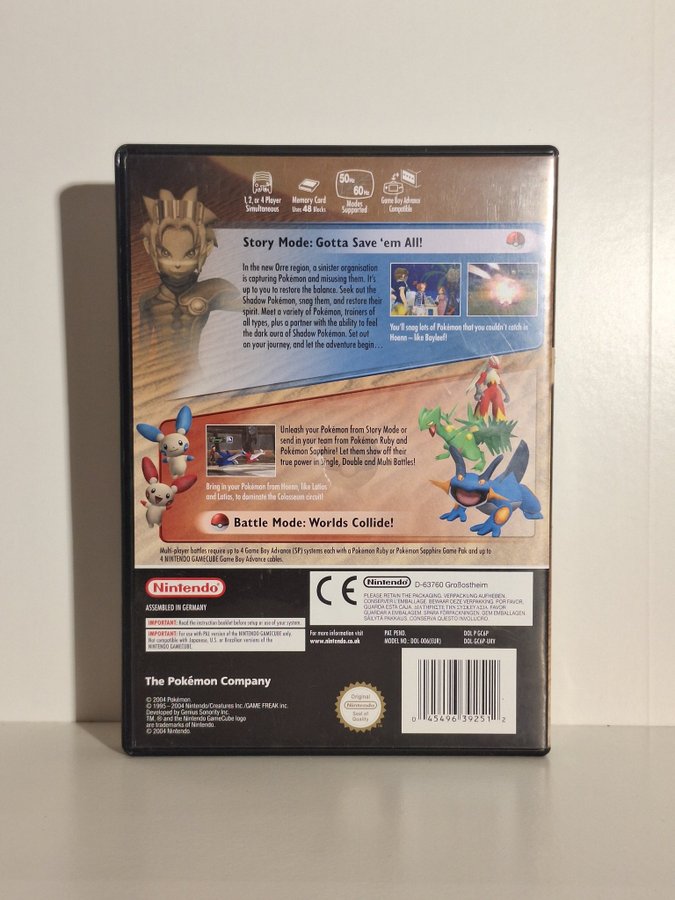 1, 2, or 4 Player
Simultaneous
Memory Card
Uses 48 Blocks
50Hz
60Hz
Modes
Supported
Game Boy Advance
Compatible
Story Mode: Gotta Save 'em All!
In the new Orre region, a sinister organisation
is capturing Pokémon and misusing them. It's
up to you to restore the balance. Seek out the
Shadow Pokémon, snag them, and restore their
spirit. Meet a variety of Pokémon, trainers of
all types, plus a partner with the ability to feel
the dark aura of Shadow Pokémon. Set out
on your journey, and let the adventure begin...
You'll snag lots of Pokémon that you couldn't catch in
Hoenn – like Bayleef!
Unleash your Pokémon from Story Mode or
send in your team from Pokémon Ruby and
Pokémon Sapphire! Let them show off their
true power in Single, Double and Multi Battles!
Bring in your Pokémon from Hoenn, like Latios
and Latias, to dominate the Colosseum circuit!
Battle Mode: Worlds Collide!
Multi-player battles require up to 4 Game Boy Advance (SP) systems each with a Pokémon Ruby or Pokémon Sapphire Game Pak and up to
4 NINTENDO GAMECUBE Game Boy Advance cables.
Nintendo
ASSEMBLED IN GERMANY
IMPORTANT: Read the instruction booklet before setup or use of your system.
IMPORTANT: For use with PAL version of the NINTENDO GAMECUBE only.
Not compatible with Japanese, U.S. or Brazilian versions of the
NINTENDO GAMECUBE.
CE
Nintendo D-63760 Großostheim
PLEASE RETAIN THE PACKAGING. VERPACKUNG AUFHEBEN.
CONSERVER L'EMBALLAGE. BEWAAR DEZE VERPAKKING. POR FAVOR,
GUARDA ESTA CAJA. ΔΙΑΤΗΡΗΣΤΕ ΤΗΝ ΣΥΣΚΕΥΑΣΙΑ. FAVOR
GUARDAR A EMBALAGEM. SPARA FÖRPACKNINGEN. GEM EMBALLAGEN.
SÄILYTÄ PAKKAUS. CONSERVA QUESTO INVOLUCRO.
For more information visit
www.nintendo.co.uk
PAT. PEND.
MODEL NO.: DOL-006(EUR)
DOL P-GC6P
DOL-GC6P-UKV
The Pokémon Company
© 2004 Pokémon.
© 1995–2004 Nintendo/Creatures Inc./GAME FREAK inc.
Developed by Genius Sonority Inc.
TM, ® and the Nintendo GameCube logo
are trademarks of Nintendo.
© 2004 Nintendo.
Original
Nintendo
Seal of
Quality
0 45496 39251 2